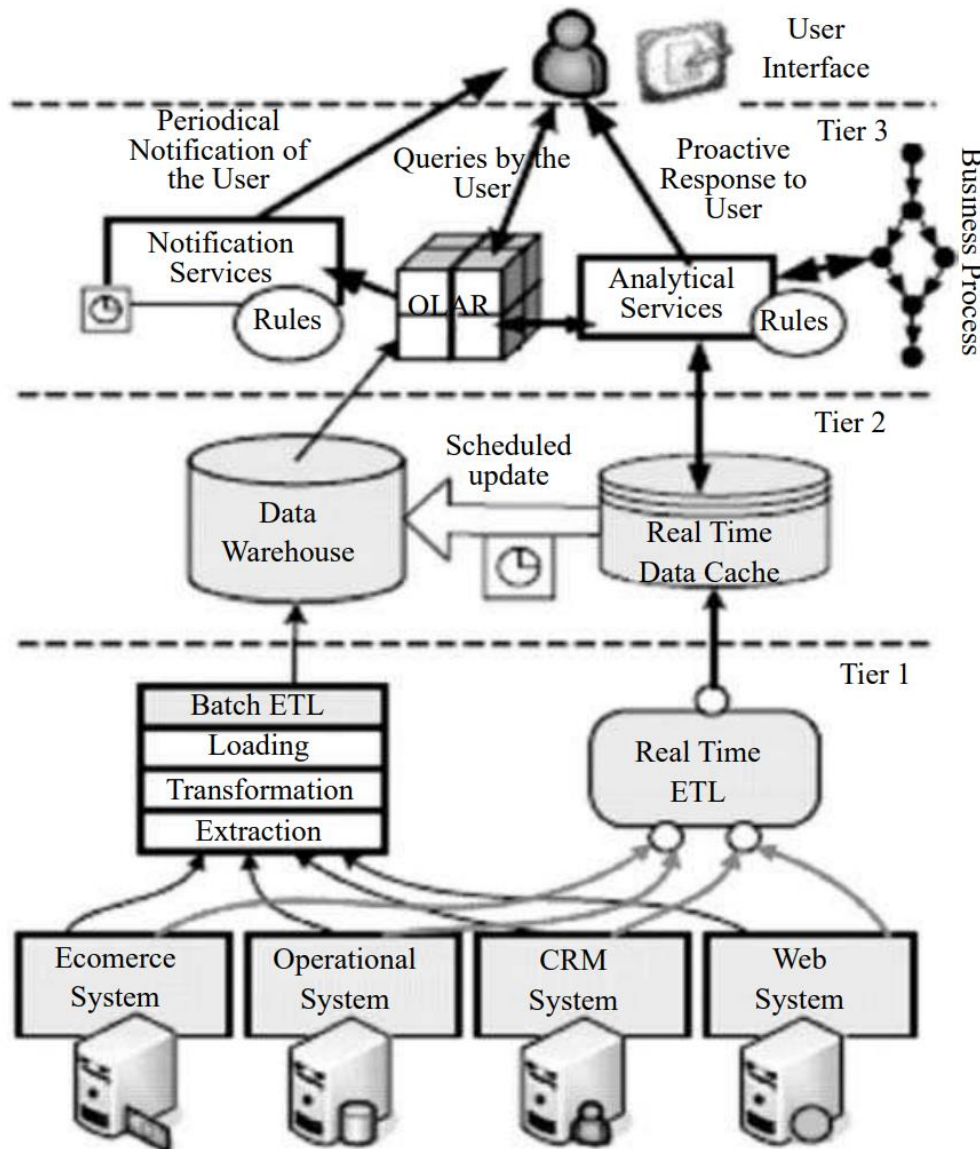 User
Interface
Tier 3
Periodical
Notification of
the User
Queries by the
User
Proactive
Response to
User
Business Process
Notification
Services
Rules
OLAR
Analytical
Services
Rules
Tier 2
Scheduled
update
Data
Warehouse
Real Time
Data Cache
Tier 1
Batch ETL
Loading
Transformation
Extraction
Real Time
ETL
Ecomerce
System
Operational
System
CRM
System
Web
System